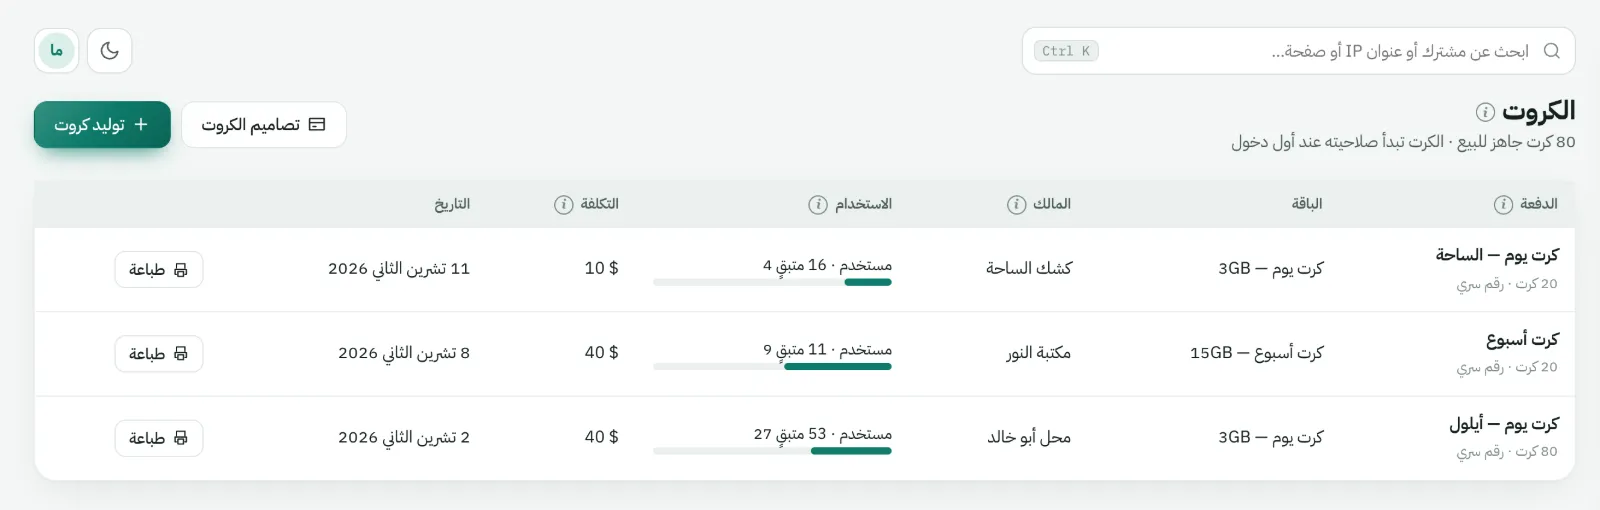 ابحث عن مشترك أو عنوان IP أو صفحة...
Ctrl K
ما
الكروت
80 كرت جاهز للبيع · الكرت تبدأ صلاحيته عند أول دخول
تصاميم الكروت
+ توليد كروت
الدفعة الباقة المالك الاستخدام التكلفة التاريخ
كرت يوم — الساحة
20 كرت · رقم سري
كرت يوم — 3GB
كشك الساحة
مستخدم · 16 متبقٍ 4
10 $
11 تشرين الثاني 2026
طباعة
كرت أسبوع
20 كرت · رقم سري
كرت أسبوع — 15GB
مكتبة النور
مستخدم · 11 متبقٍ 9
40 $
8 تشرين الثاني 2026
طباعة
كرت يوم — أيلول
80 كرت · رقم سري
كرت يوم — 3GB
محل أبو خالد
مستخدم · 53 متبقٍ 27
40 $
2 تشرين الثاني 2026
طباعة